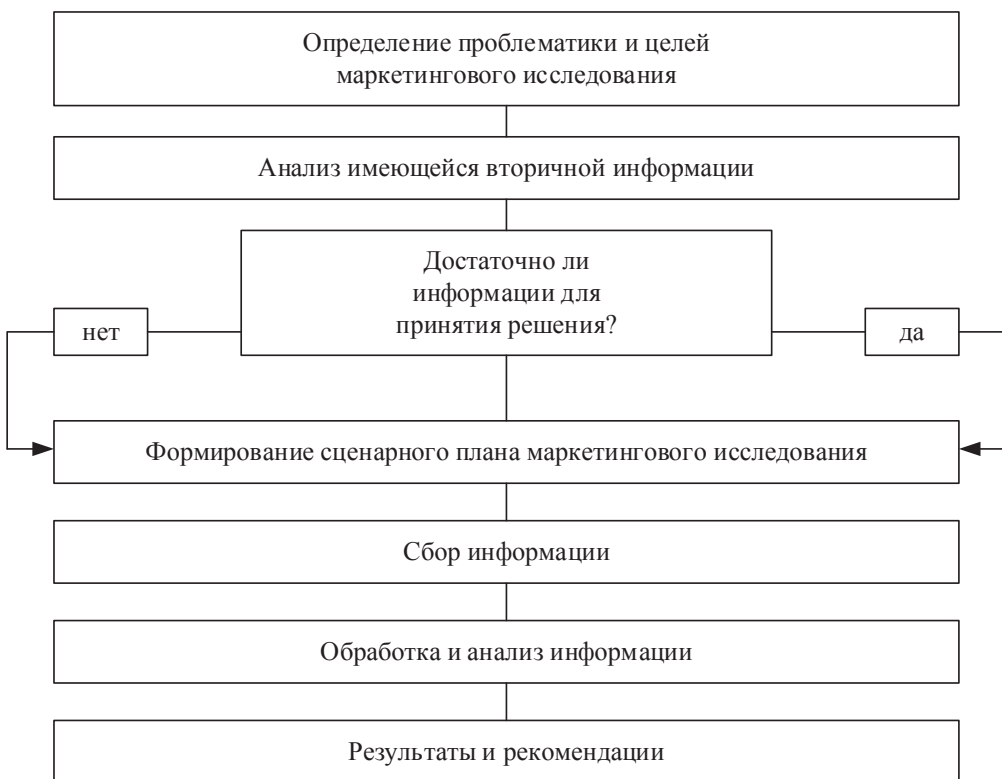 Определение проблематики и целей
маркетингового исследования
Анализ имеющейся вторичной информации
Достаточно ли
информации для
принятия решения?
нет
да
Формирование сценарного плана маркетингового исследования
Сбор информации
Обработка и анализ информации
Результаты и рекомендации